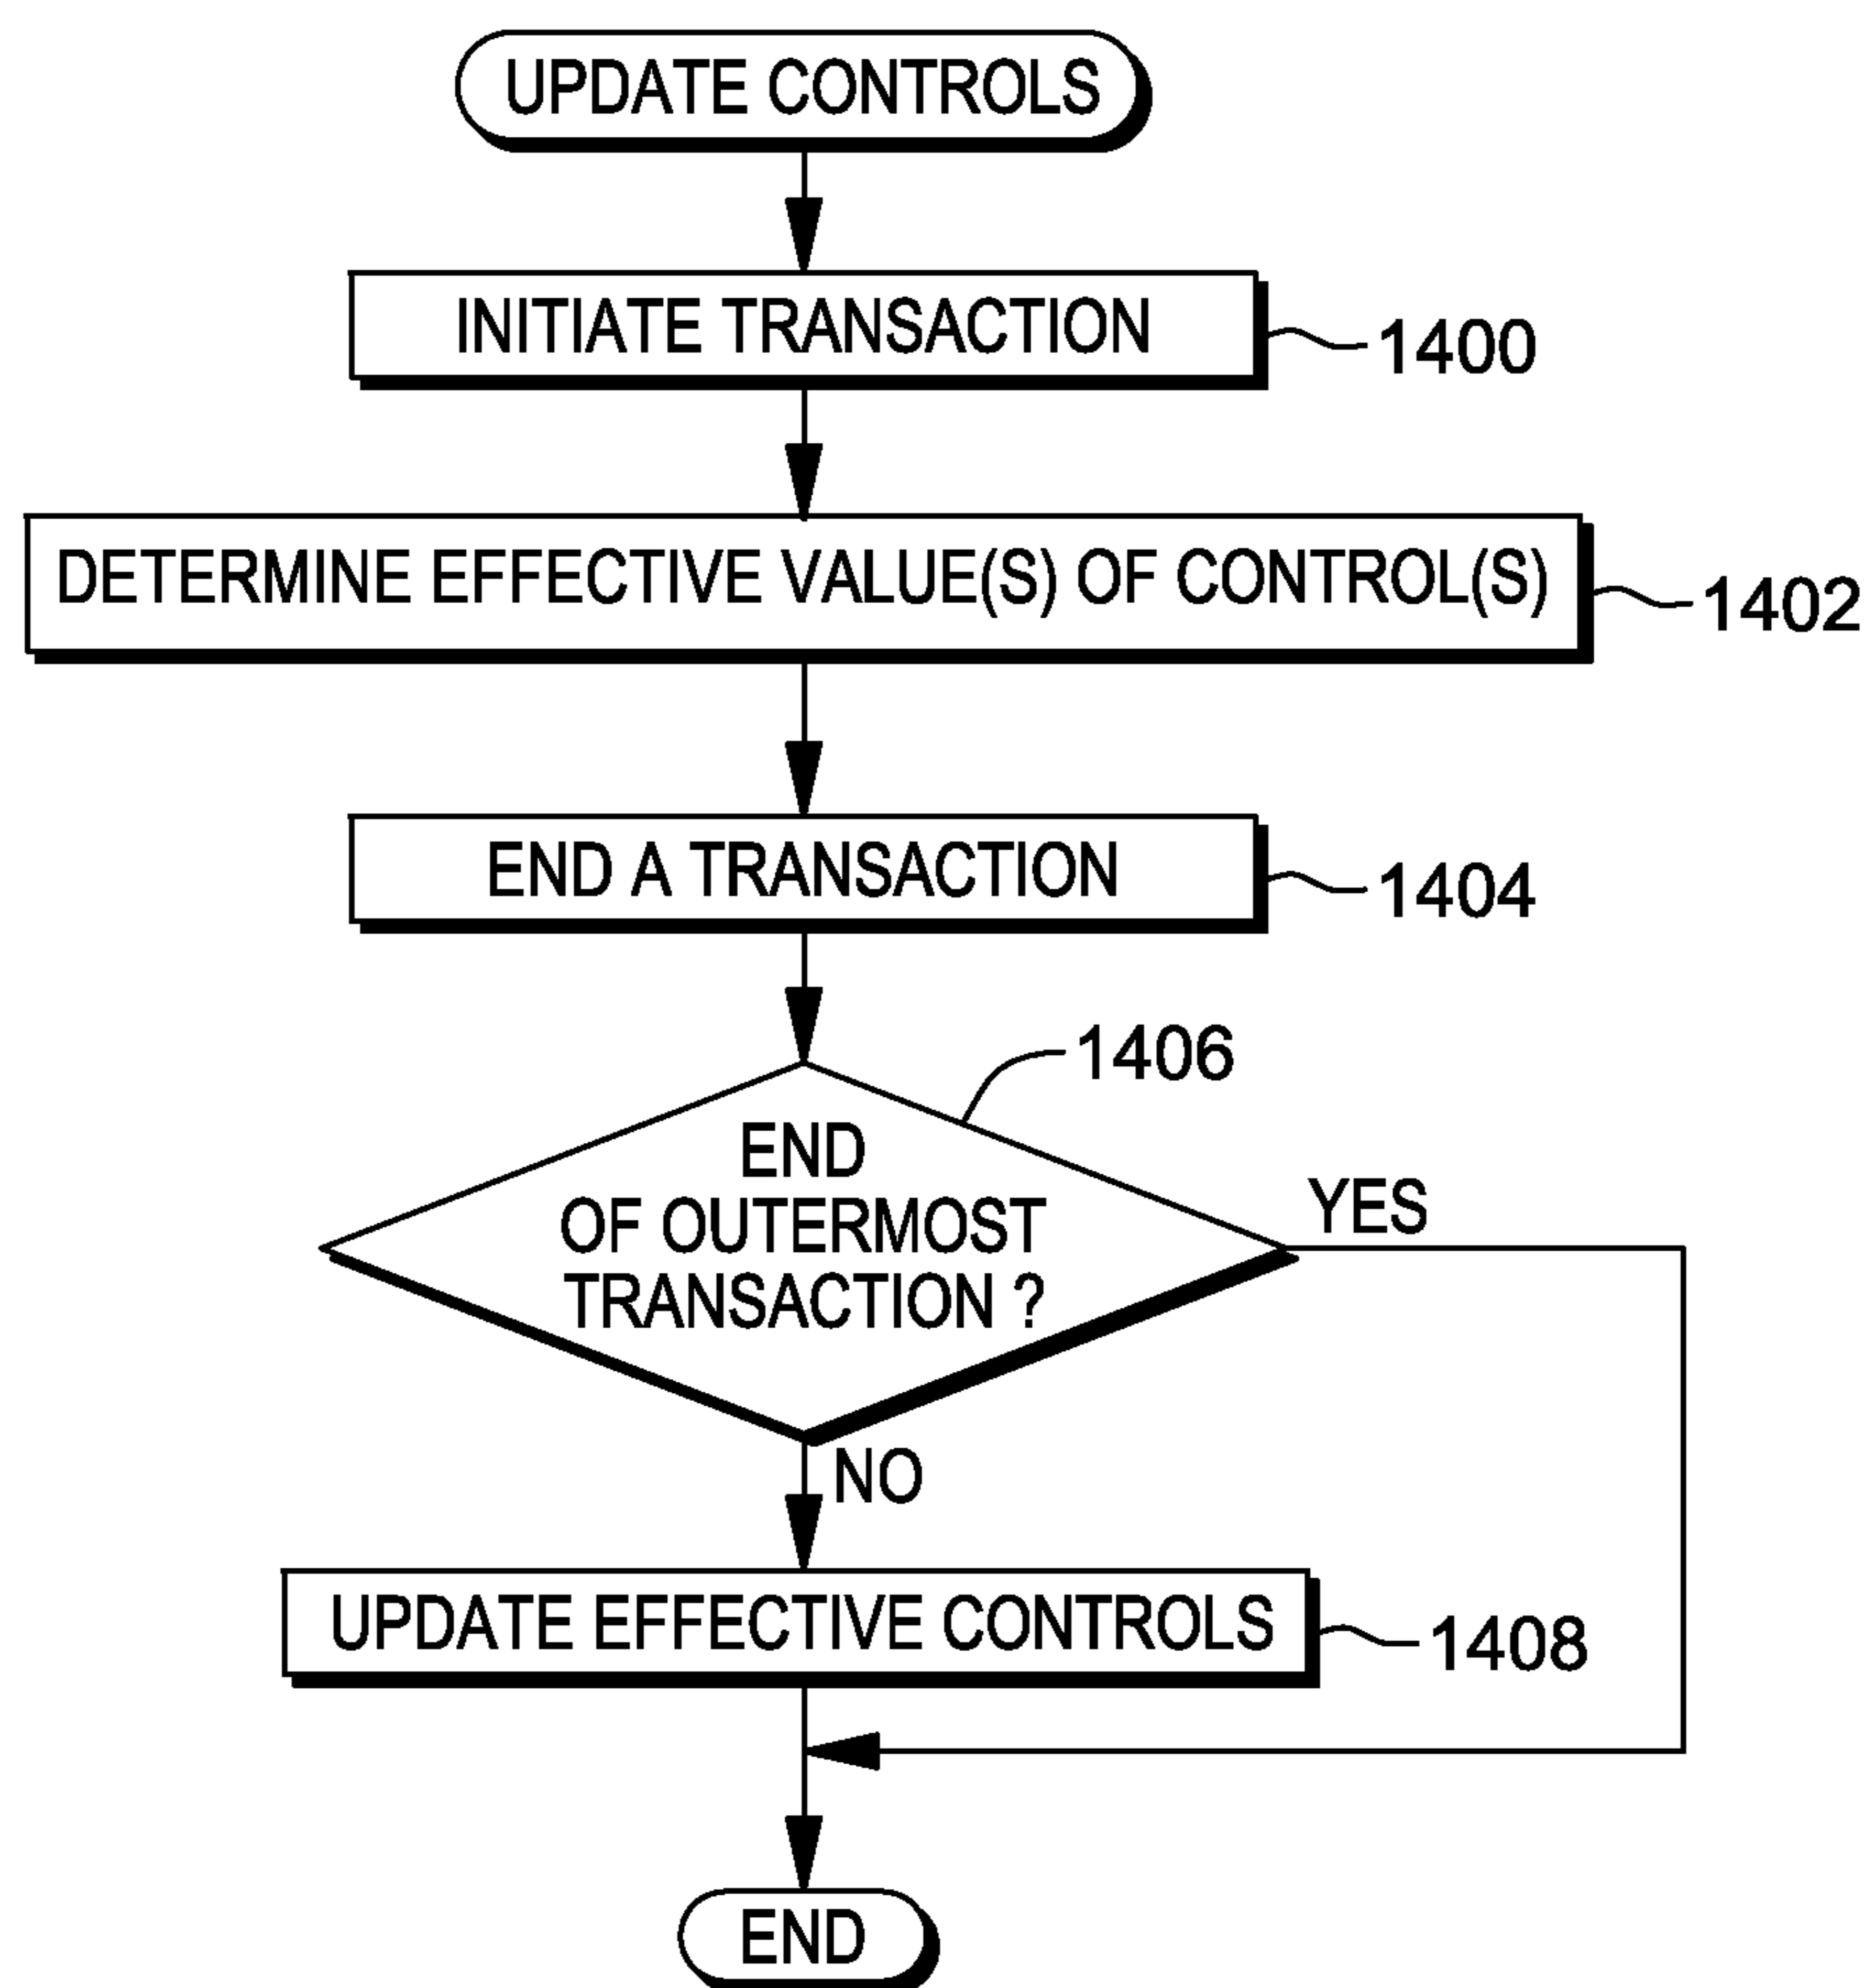 UPDATE CONTROLS
INITIATE TRANSACTION
1400
DETERMINE EFFECTIVE VALUE(S) OF CONTROL(S)
1402
END A TRANSACTION
1404
1406
END
OF OUTERMOST
TRANSACTION ?
YES
NO
UPDATE EFFECTIVE CONTROLS
1408
END